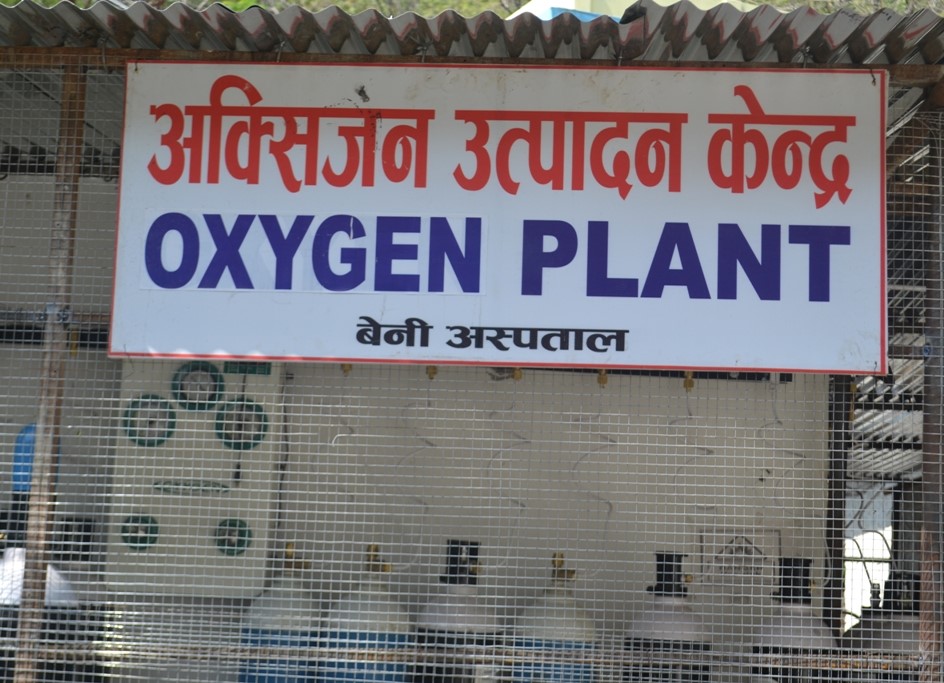 अक्सिजन उत्पादन केन्द्र
OXYGEN PLANT
बेनी अस्पताल